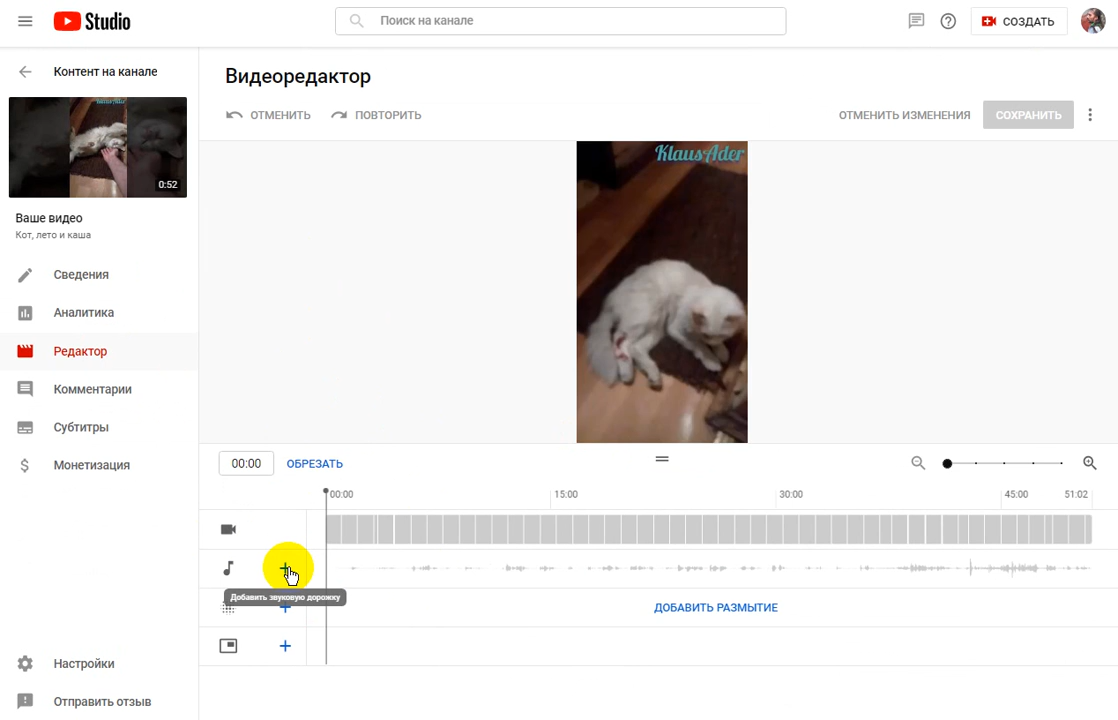 Studio
Поиск на канале
СОЗДАТЬ
Контент на канале
0:52
Ваше видео
Кот, лето и каша
Сведения
Аналитика
Редактор
Комментарии
Субтитры
Монетизация
Настройки
Отправить отзыв
Видеоредактор
ОТМЕНИТЬ ПОВТОРИТЬ ОТМЕНИТЬ ИЗМЕНЕНИЯ СОХРАНИТЬ
KlausAder
00:00 ОБРЕЗАТЬ
00:00 15:00 30:00 45:00 51:02
Добавить звуковую дорожку
ДОБАВИТЬ РАЗМЫТИЕ